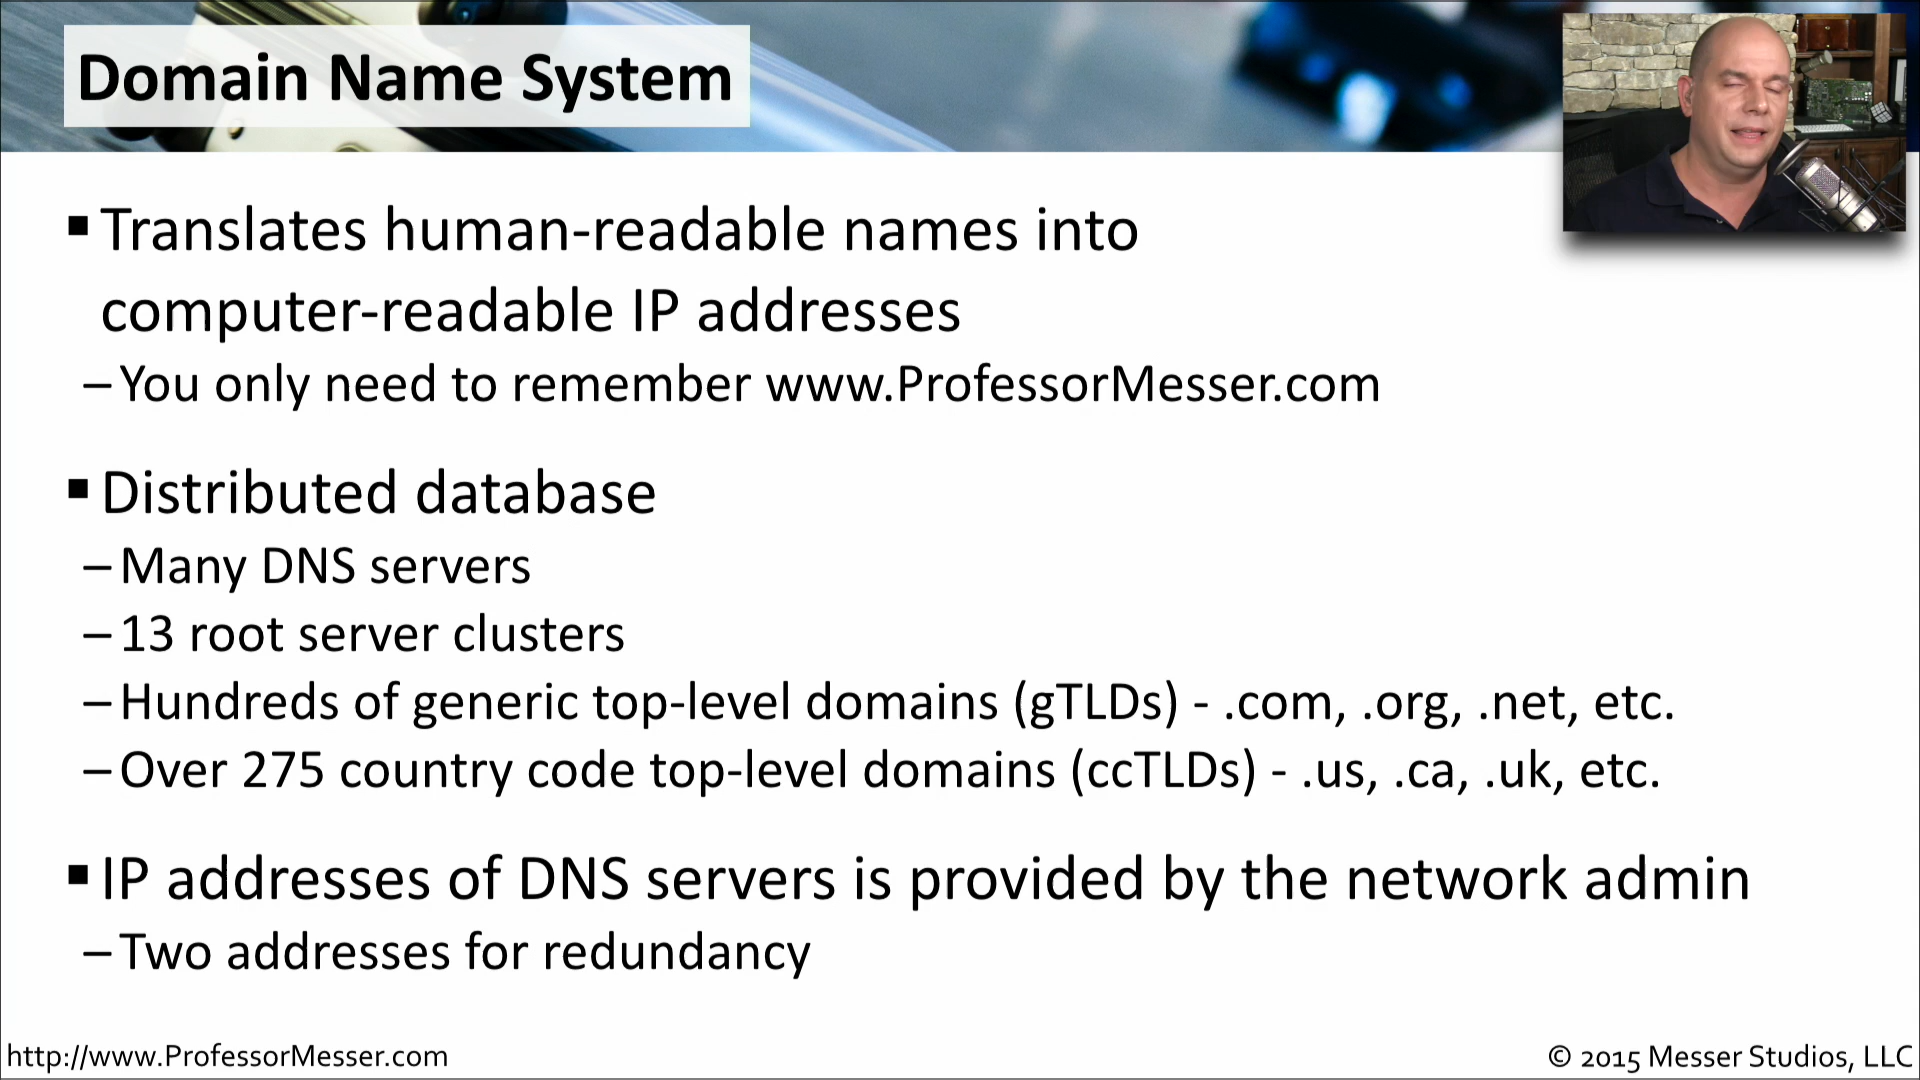 Domain Name System
▪ Translates human-readable names into
computer-readable IP addresses
– You only need to remember www.ProfessorMesser.com
▪ Distributed database
– Many DNS servers
– 13 root server clusters
– Hundreds of generic top-level domains (gTLDs) - .com, .org, .net, etc.
– Over 275 country code top-level domains (ccTLDs) - .us, .ca, .uk, etc.
▪ IP addresses of DNS servers is provided by the network admin
– Two addresses for redundancy
http://www.ProfessorMesser.com
© 2015 Messer Studios, LLC